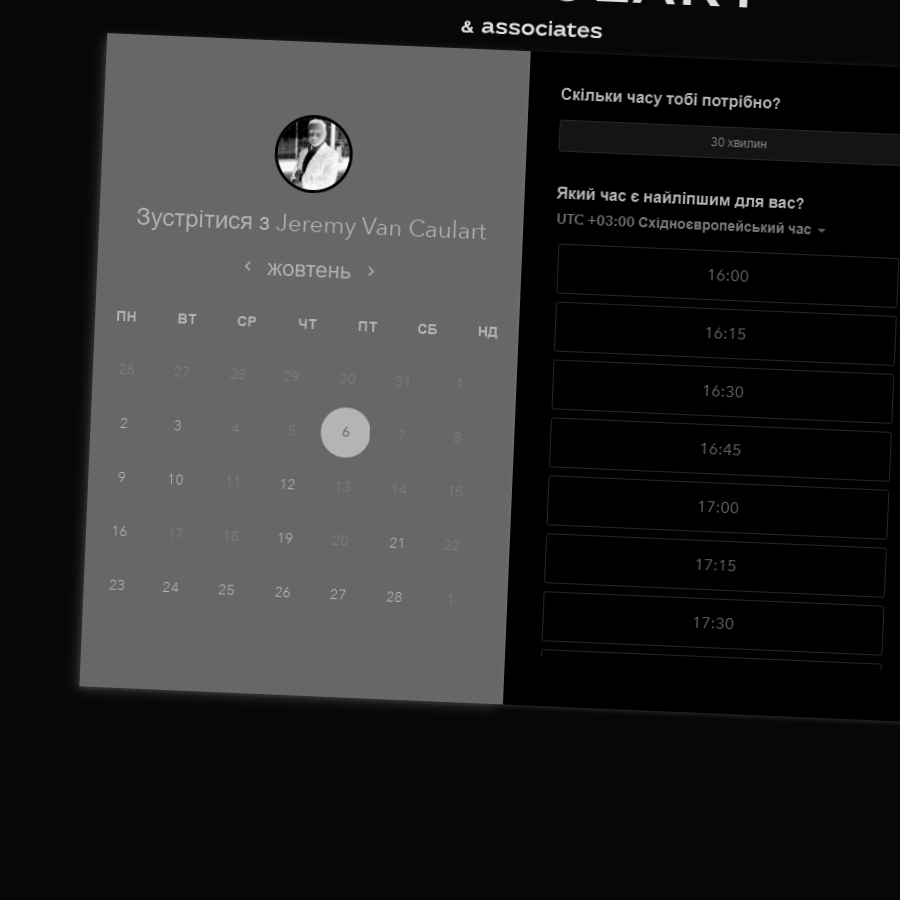 & associates
Зустрітися з Jeremy Van Caulart
жовтень
ПН ВТ СР ЧТ ПТ СБ НД
26 27 28 29 30 31 1
2 3 4 5 6 7 8
9 10 11 12 13 14 15
16 17 18 19 20 21 22
23 24 25 26 27 28 1
Скільки часу тобі потрібно?
30 хвилин
Який час є найліпшим для вас?
UTC +03:00 Східноєвропейський час
16:00
16:15
16:30
16:45
17:00
17:15
17:30